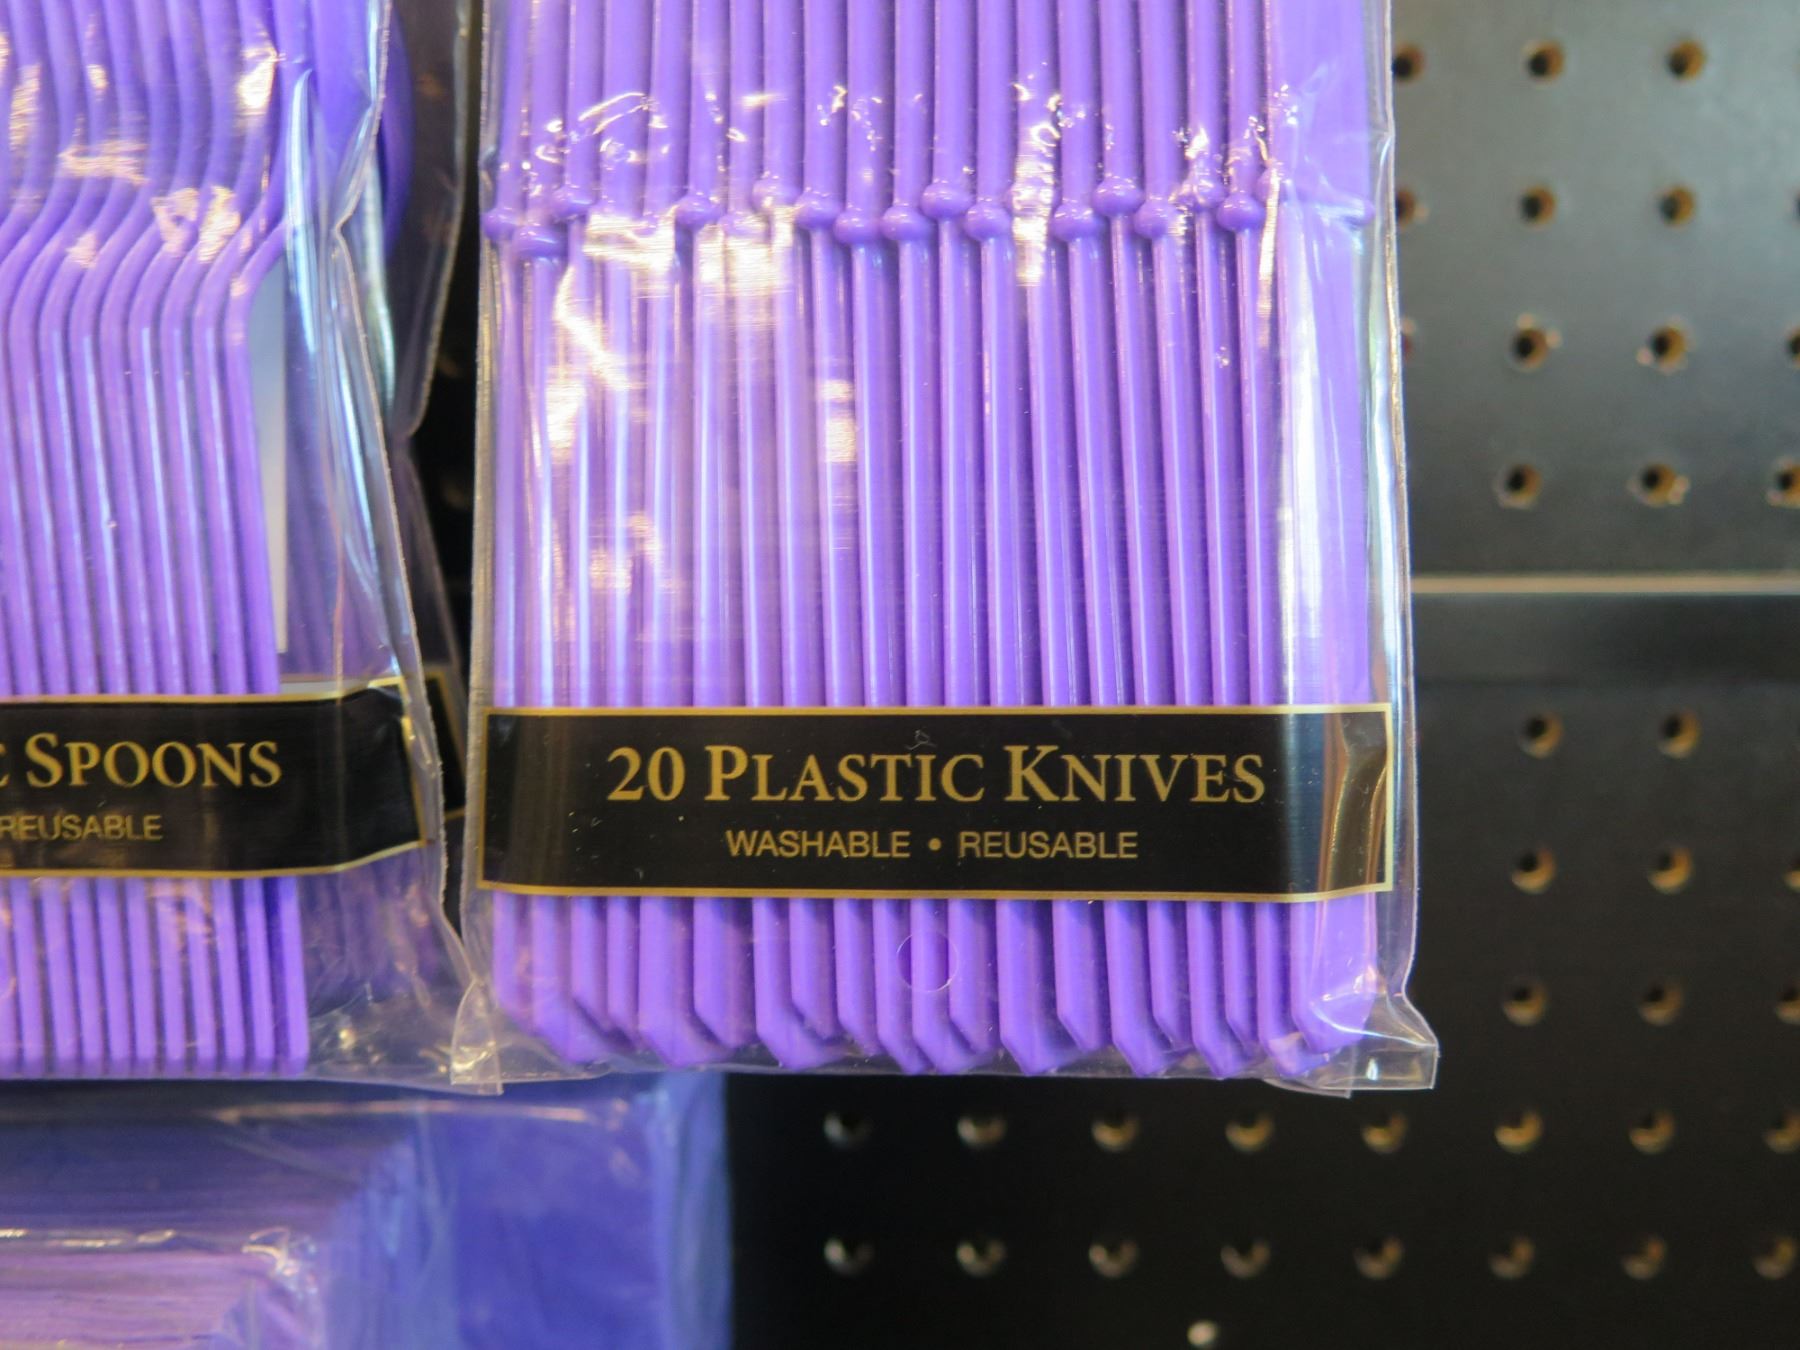 SPOONS
REUSABLE
20 PLASTIC KNIVES
WASHABLE • REUSABLE